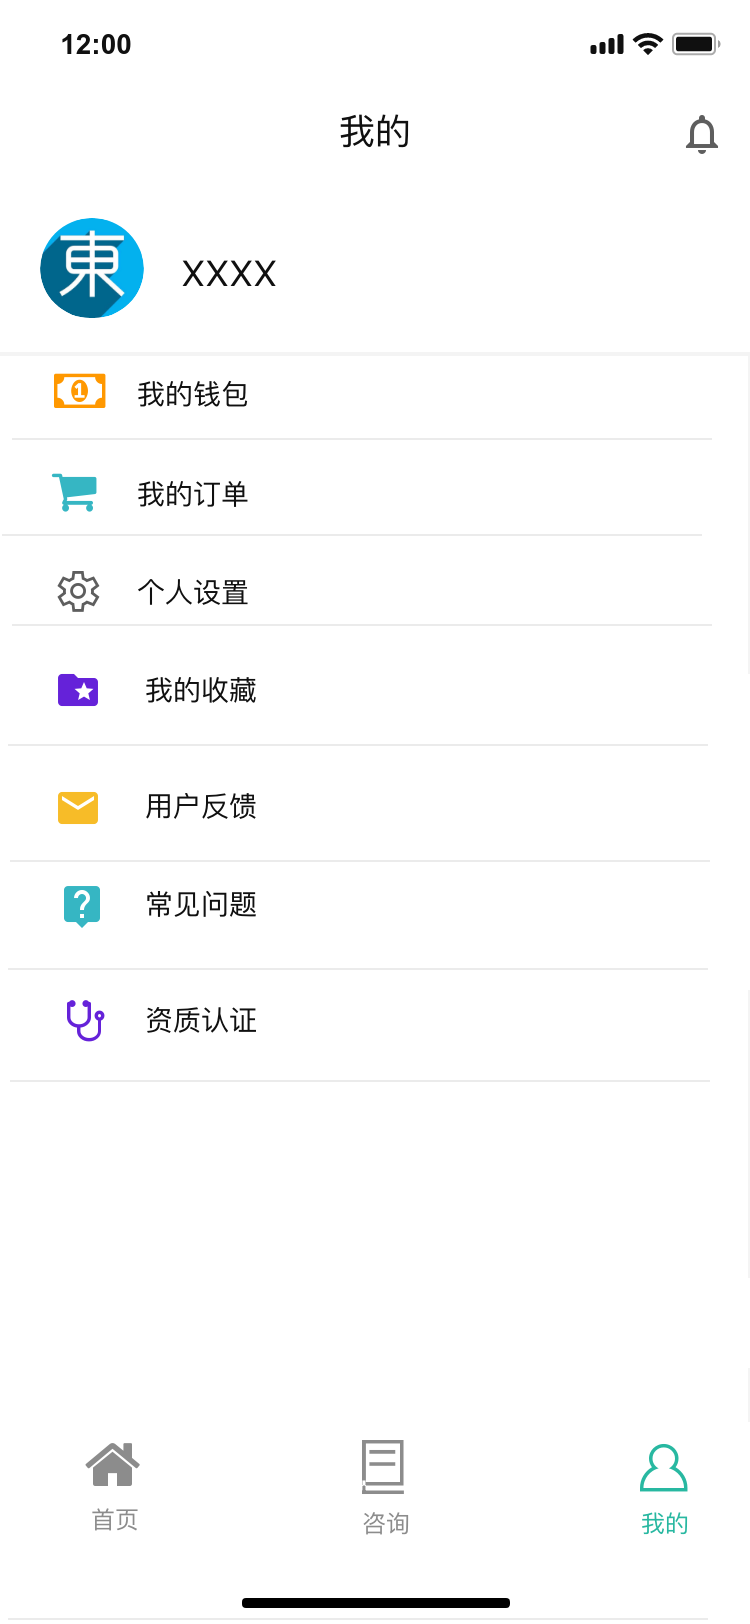 12:00
我的
東
XXXX
1
我的钱包
我的订单
个人设置
我的收藏
用户反馈
?
常见问题
资质认证
首页
咨询
我的